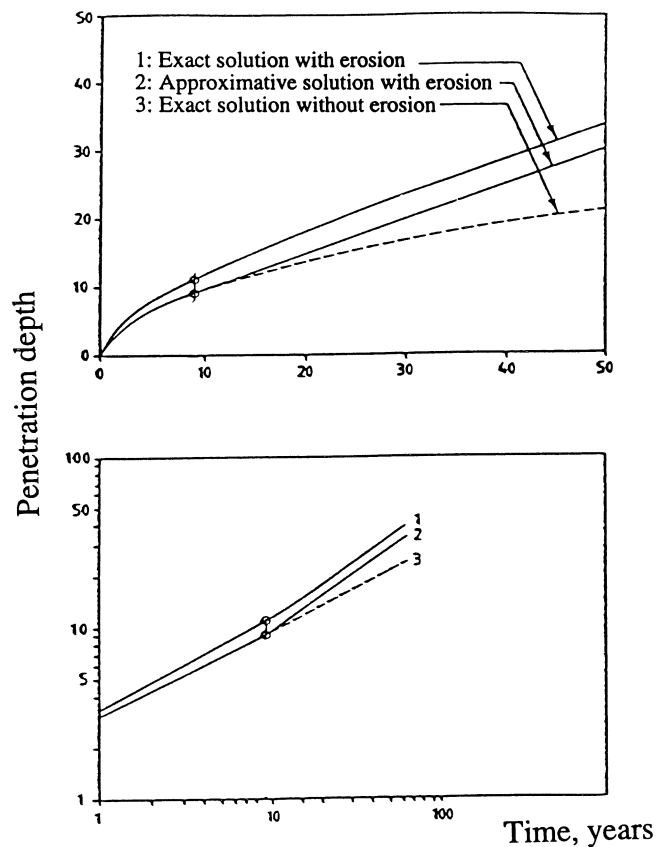 50
1: Exact solution with erosion
2: Approximative solution with erosion
3: Exact solution without erosion
40
30
20
10
0
0 10 20 30 40 50
Penetration depth
100
50
10
5
1
1
2
3
1 10 100
Time, years